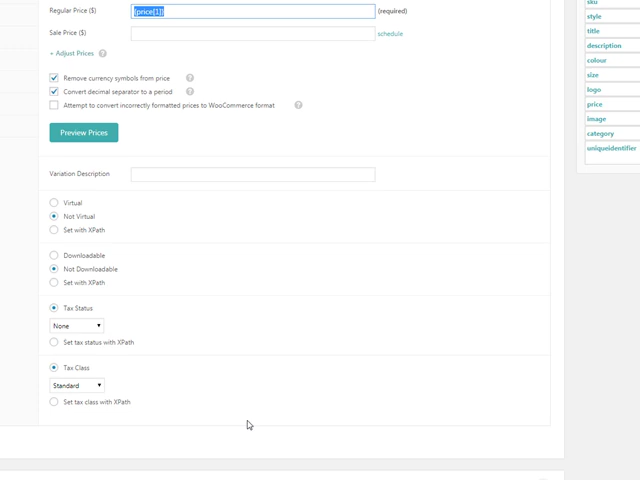 Regular Price ($) {price[1]} (required)
Sale Price ($) schedule
+ Adjust Prices ?
Remove currency symbols from price ?
Convert decimal separator to a period ?
Attempt to convert incorrectly formatted prices to WooCommerce format ?
Preview Prices
Variation Description
Virtual
Not Virtual
Set with XPath
Downloadable
Not Downloadable
Set with XPath
Tax Status
None
Set tax status with XPath
Tax Class
Standard
Set tax class with XPath
sku
style
title
description
colour
size
logo
price
image
category
uniqueidentifier